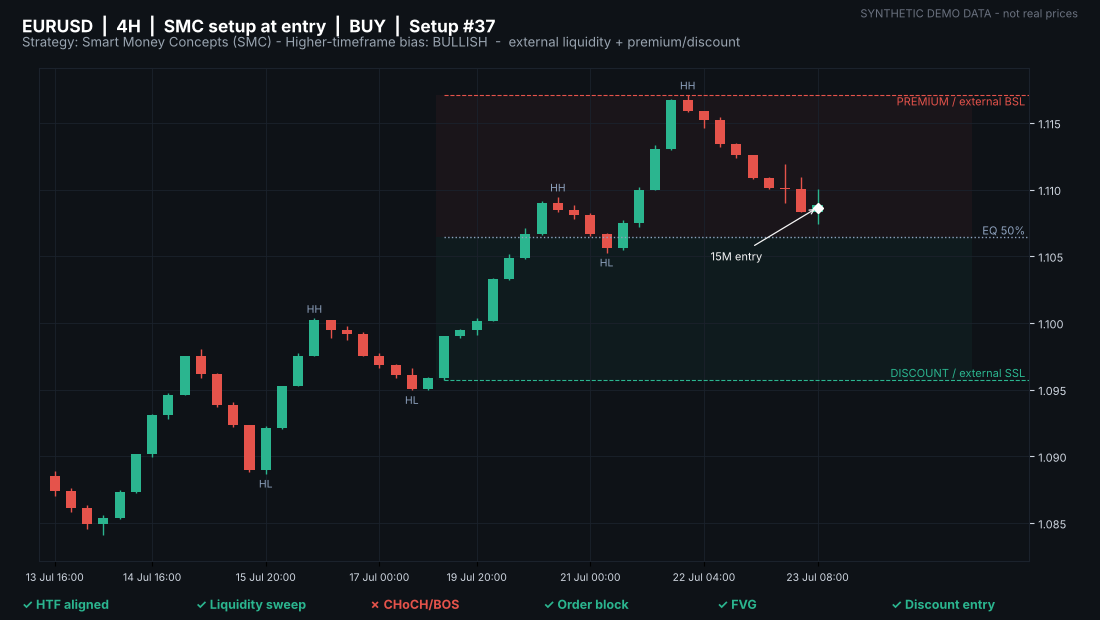 SYNTHETIC DEMO DATA - not real prices
EURUSD | 4H | SMC setup at entry | BUY | Setup #37
Strategy: Smart Money Concepts (SMC) - Higher-timeframe bias: BULLISH - external liquidity + premium/discount
HH
PREMIUM / external BSL
1.115
HH
1.110
EQ 50%
15M entry
1.105
HL
HH
1.100
DISCOUNT / external SSL
1.095
HL
1.090
HL
1.085
13 Jul 16:00 14 Jul 16:00 15 Jul 20:00 17 Jul 00:00 19 Jul 20:00 21 Jul 00:00 22 Jul 04:00 23 Jul 08:00
✓ HTF aligned ✓ Liquidity sweep × CHoCH/BOS ✓ Order block ✓ FVG ✓ Discount entry